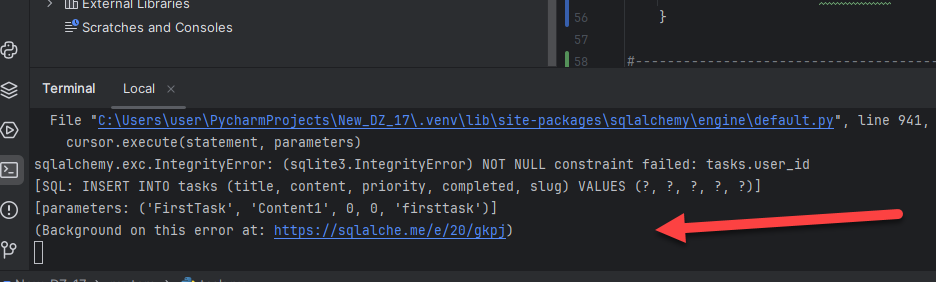 External Libraries
Scratches and Consoles
56 }
57
58 #------------------------------------------
Terminal Local ×
File "C:\Users\user\PycharmProjects\New_DZ_17\.venv\lib\site-packages\sqlalchemy\engine\default.py", line 941,
cursor.execute(statement, parameters)
sqlalchemy.exc.IntegrityError: (sqlite3.IntegrityError) NOT NULL constraint failed: tasks.user_id
[SQL: INSERT INTO tasks (title, content, priority, completed, slug) VALUES (?, ?, ?, ?, ?)]
[parameters: ('FirstTask', 'Content1', 0, 0, 'firsttask')]
(Background on this error at: https://sqlalche.me/e/20/gkpj)